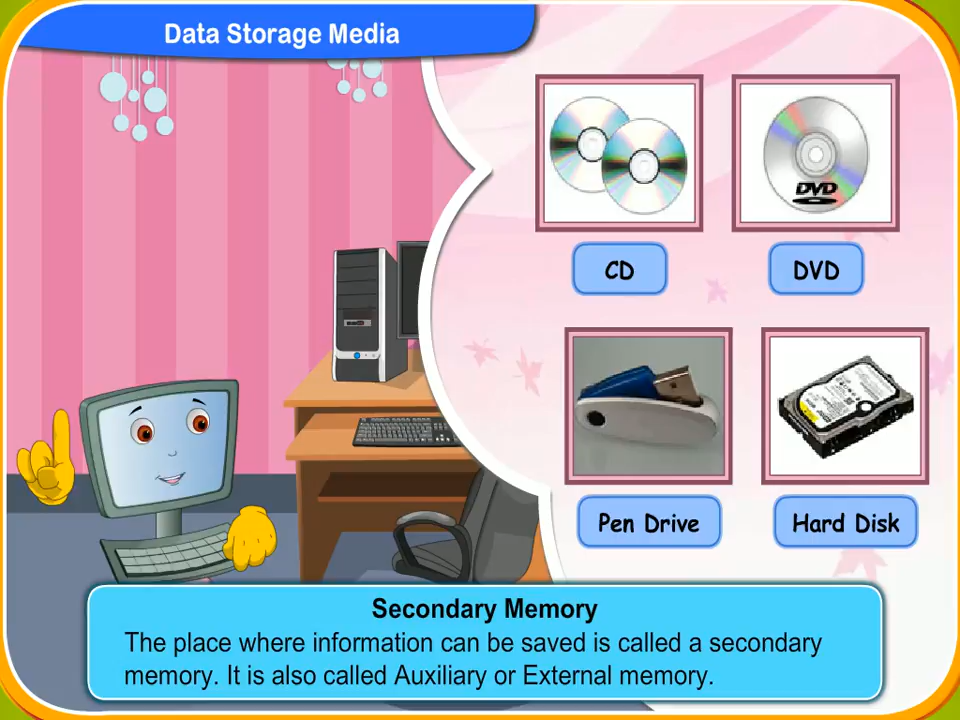 Data Storage Media
DVD
CD
DVD
Pen Drive
Hard Disk
Secondary Memory
The place where information can be saved is called a secondary
memory. It is also called Auxiliary or External memory.